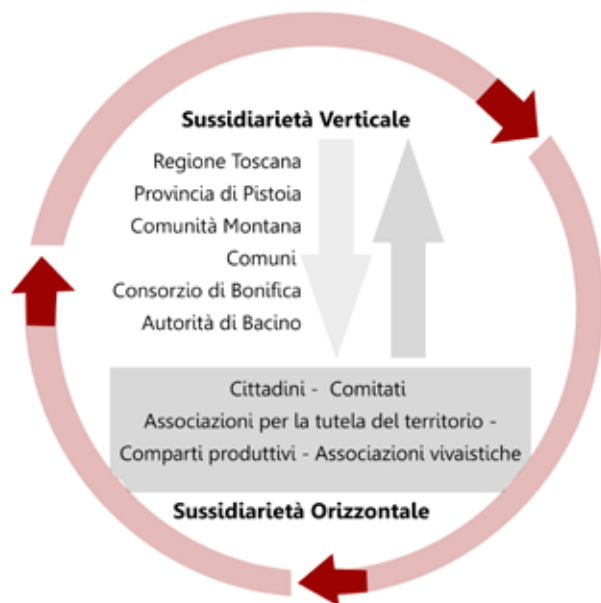 Sussidiarietà Verticale
Regione Toscana
Provincia di Pistoia
Comunità Montana
Comuni
Consorzio di Bonifica
Autorità di Bacino
Cittadini - Comitati
Associazioni per la tutela del territorio -
Comparti produttivi - Associazioni vivaistiche
Sussidiarietà Orizzontale